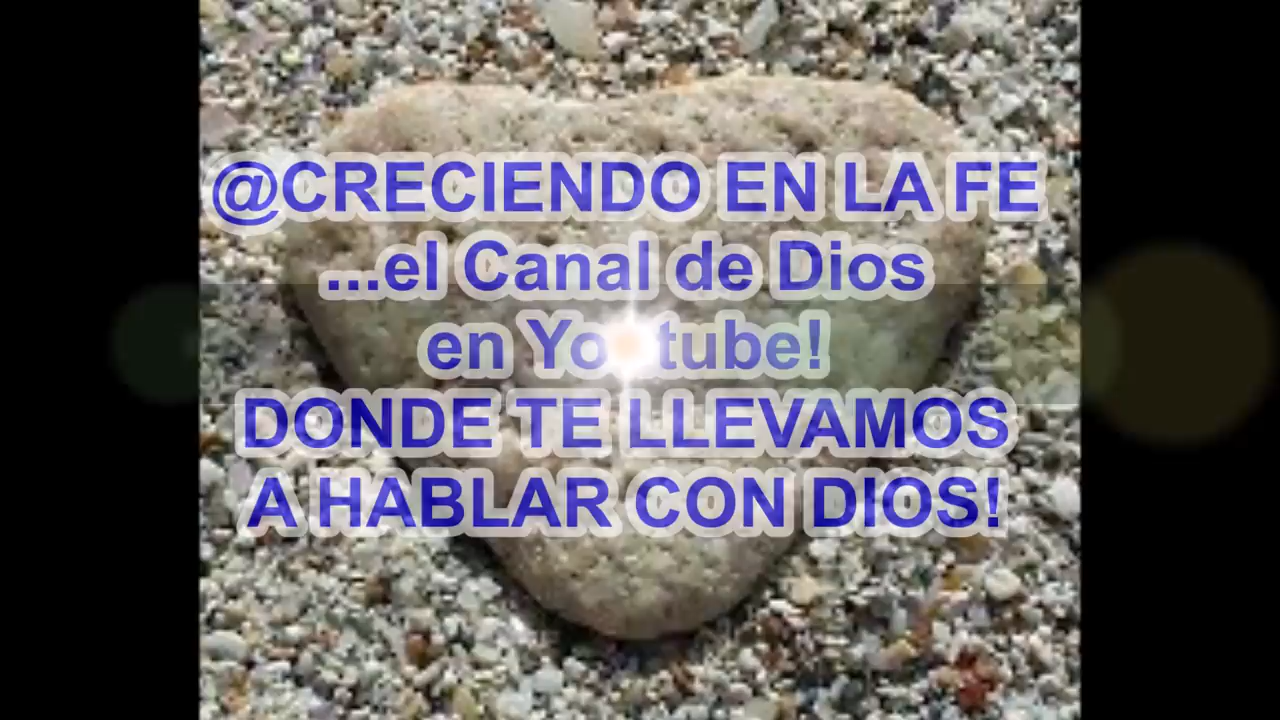 @CRECIENDO EN LA FE
...el Canal de Dios
en Youtube!
DONDE TE LLEVAMOS
A HABLAR CON DIOS!